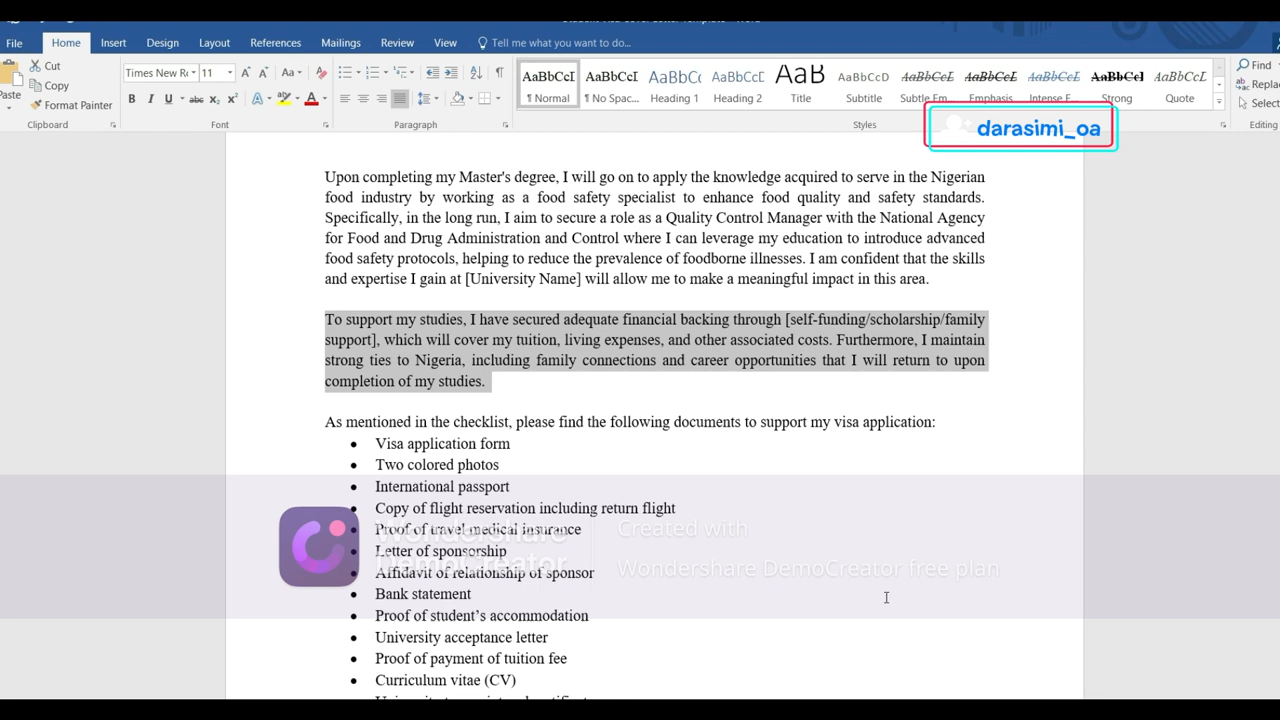 File Home Insert Design Layout References Mailings Review View Tell me what you want to do...
Cut
Copy
Paste
Format Painter
Clipboard
Times New Ro 11
Font
Paragraph
AaBbCcI AaBbCcI AaBbCc AaBbCcD AaB AaBbCcD AaBbCcI AaBbCcI AaBbCcI AaBbCcI AaBbCcI
¶ Normal ¶ No Spac... Heading 1 Heading 2 Title Subtitle Subtle Em... Emphasis Intense E... Strong Quote
Styles
Find
Replac
Select
Editing
darasimi_oa
Upon completing my Master's degree, I will go on to apply the knowledge acquired to serve in the Nigerian
food industry by working as a food safety specialist to enhance food quality and safety standards.
Specifically, in the long run, I aim to secure a role as a Quality Control Manager with the National Agency
for Food and Drug Administration and Control where I can leverage my education to introduce advanced
food safety protocols, helping to reduce the prevalence of foodborne illnesses. I am confident that the skills
and expertise I gain at [University Name] will allow me to make a meaningful impact in this area.
To support my studies, I have secured adequate financial backing through [self-funding/scholarship/family
support], which will cover my tuition, living expenses, and other associated costs. Furthermore, I maintain
strong ties to Nigeria, including family connections and career opportunities that I will return to upon
completion of my studies.
As mentioned in the checklist, please find the following documents to support my visa application:
• Visa application form
• Two colored photos
• International passport
• Copy of flight reservation including return flight
• Proof of travel medical insurance
• Letter of sponsorship
• Affidavit of relationship of sponsor
• Bank statement
• Proof of student’s accommodation
• University acceptance letter
• Proof of payment of tuition fee
• Curriculum vitae (CV)
Wondershare
DemoCreator
Created with
Wondershare DemoCreator free plan